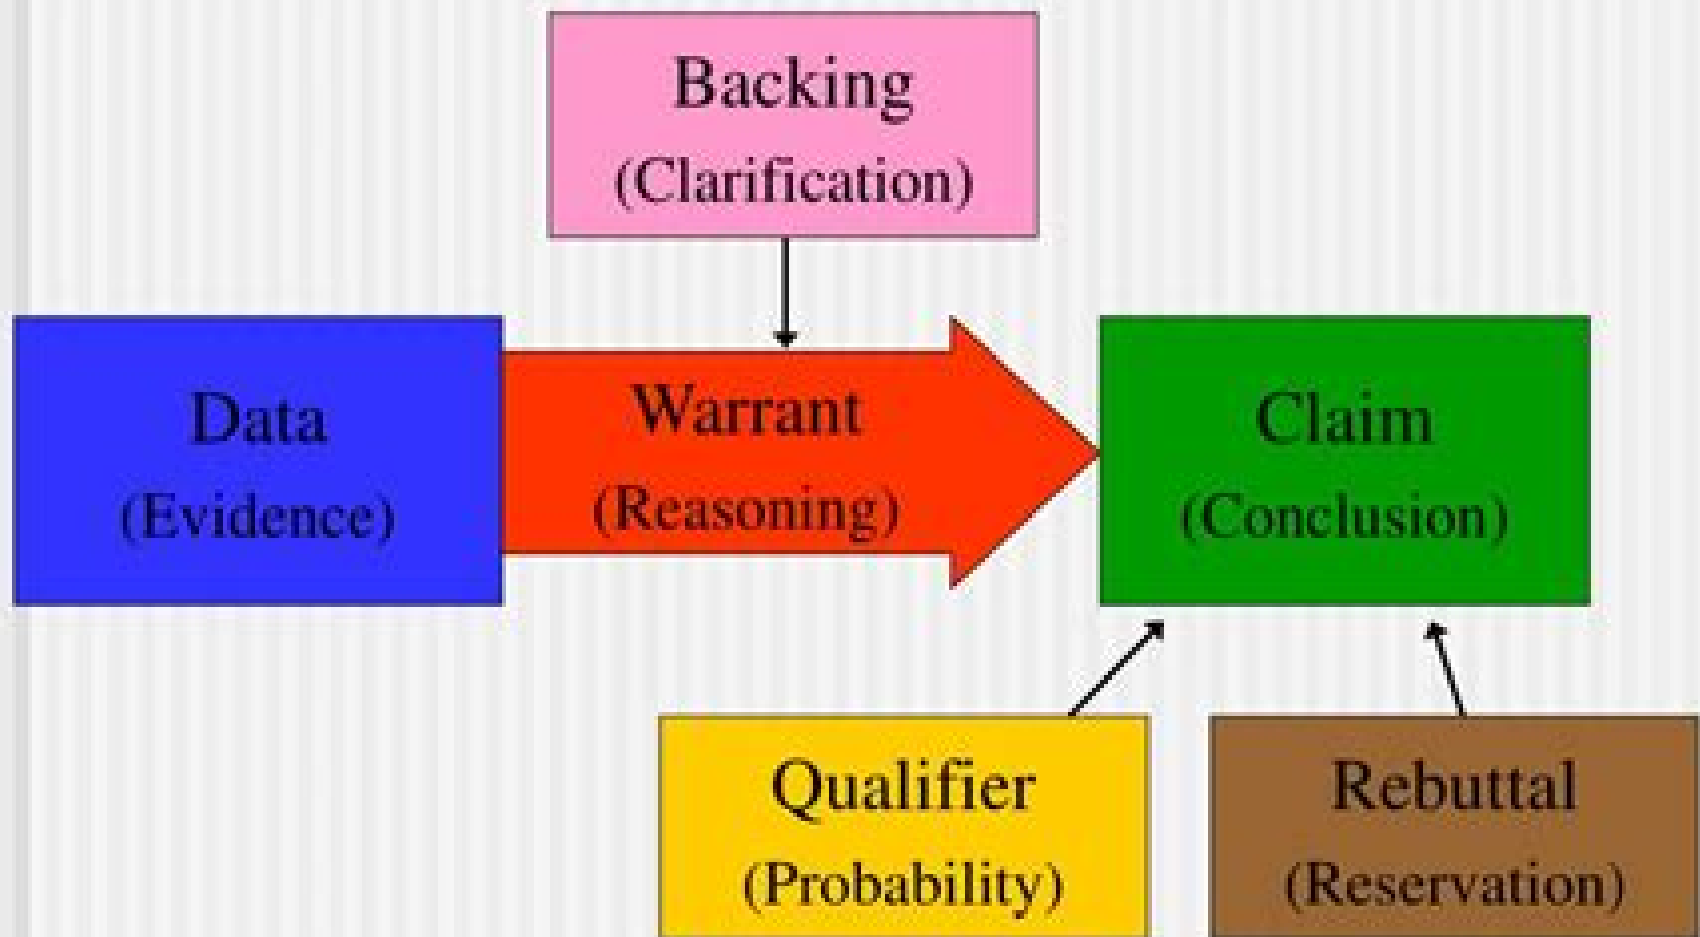 Backing
(Clarification)
Data
(Evidence)
Warrant
(Reasoning)
Claim
(Conclusion)
Qualifier
(Probability)
Rebuttal
(Reservation)